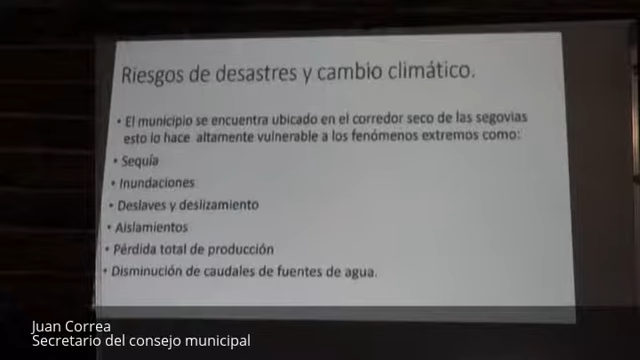 Riesgos de desastres y cambio climático.
• El municipio se encuentra ubicado en el corredor seco de las segovias
esto lo hace altamente vulnerable a los fenómenos extremos como:
• Sequía
• Inundaciones
• Deslaves y deslizamiento
• Aislamientos
• Pérdida total de producción
• Disminución de caudales de fuentes de agua.
Juan Correa
Secretario del consejo municipal